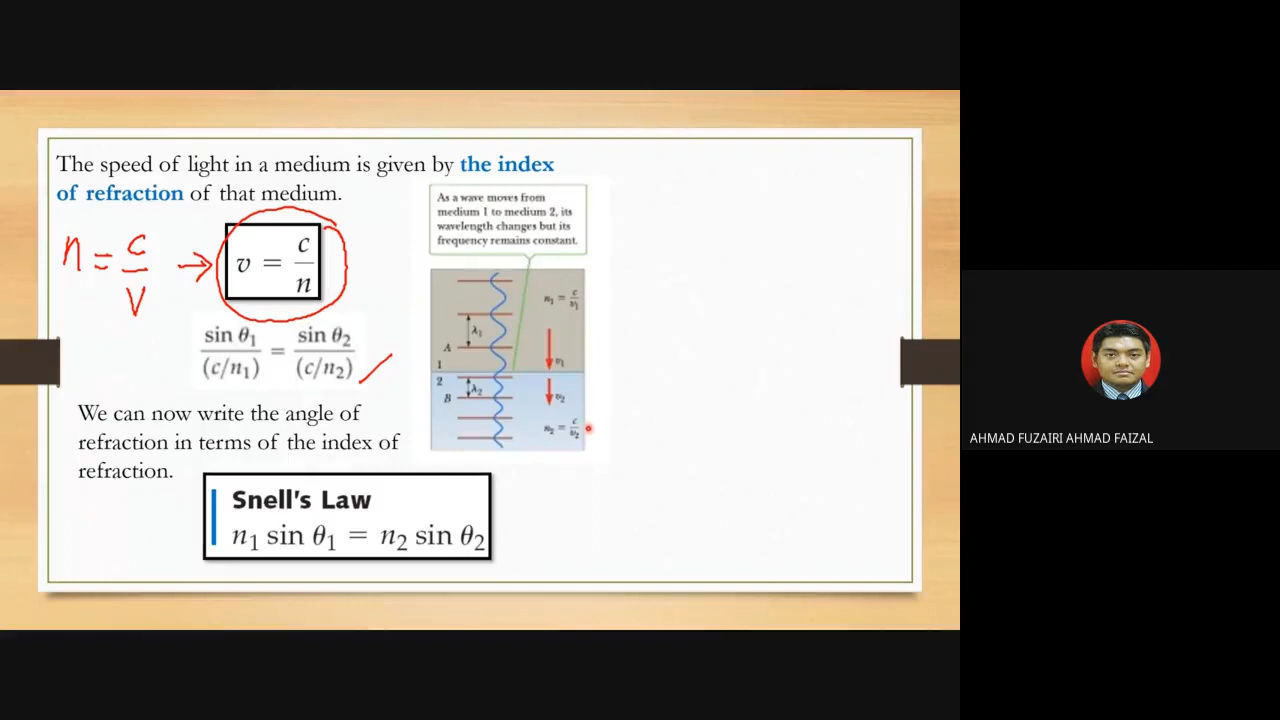 The speed of light in a medium is given by the index
of refraction of that medium.
n = c/v → v = c/n
sin θ₁/(c/n₁) = sin θ₂/(c/n₂)
We can now write the angle of
refraction in terms of the index of
refraction.
Snell's Law
n₁ sin θ₁ = n₂ sin θ₂
As a wave moves from
medium 1 to medium 2, its
wavelength changes but its
frequency remains constant.
n₁ = c/v₁
λ₁
A
v₁
1
2
λ₂
v₂
B
n₂ = c/v₂
AHMAD FUZAIRI AHMAD FAIZAL